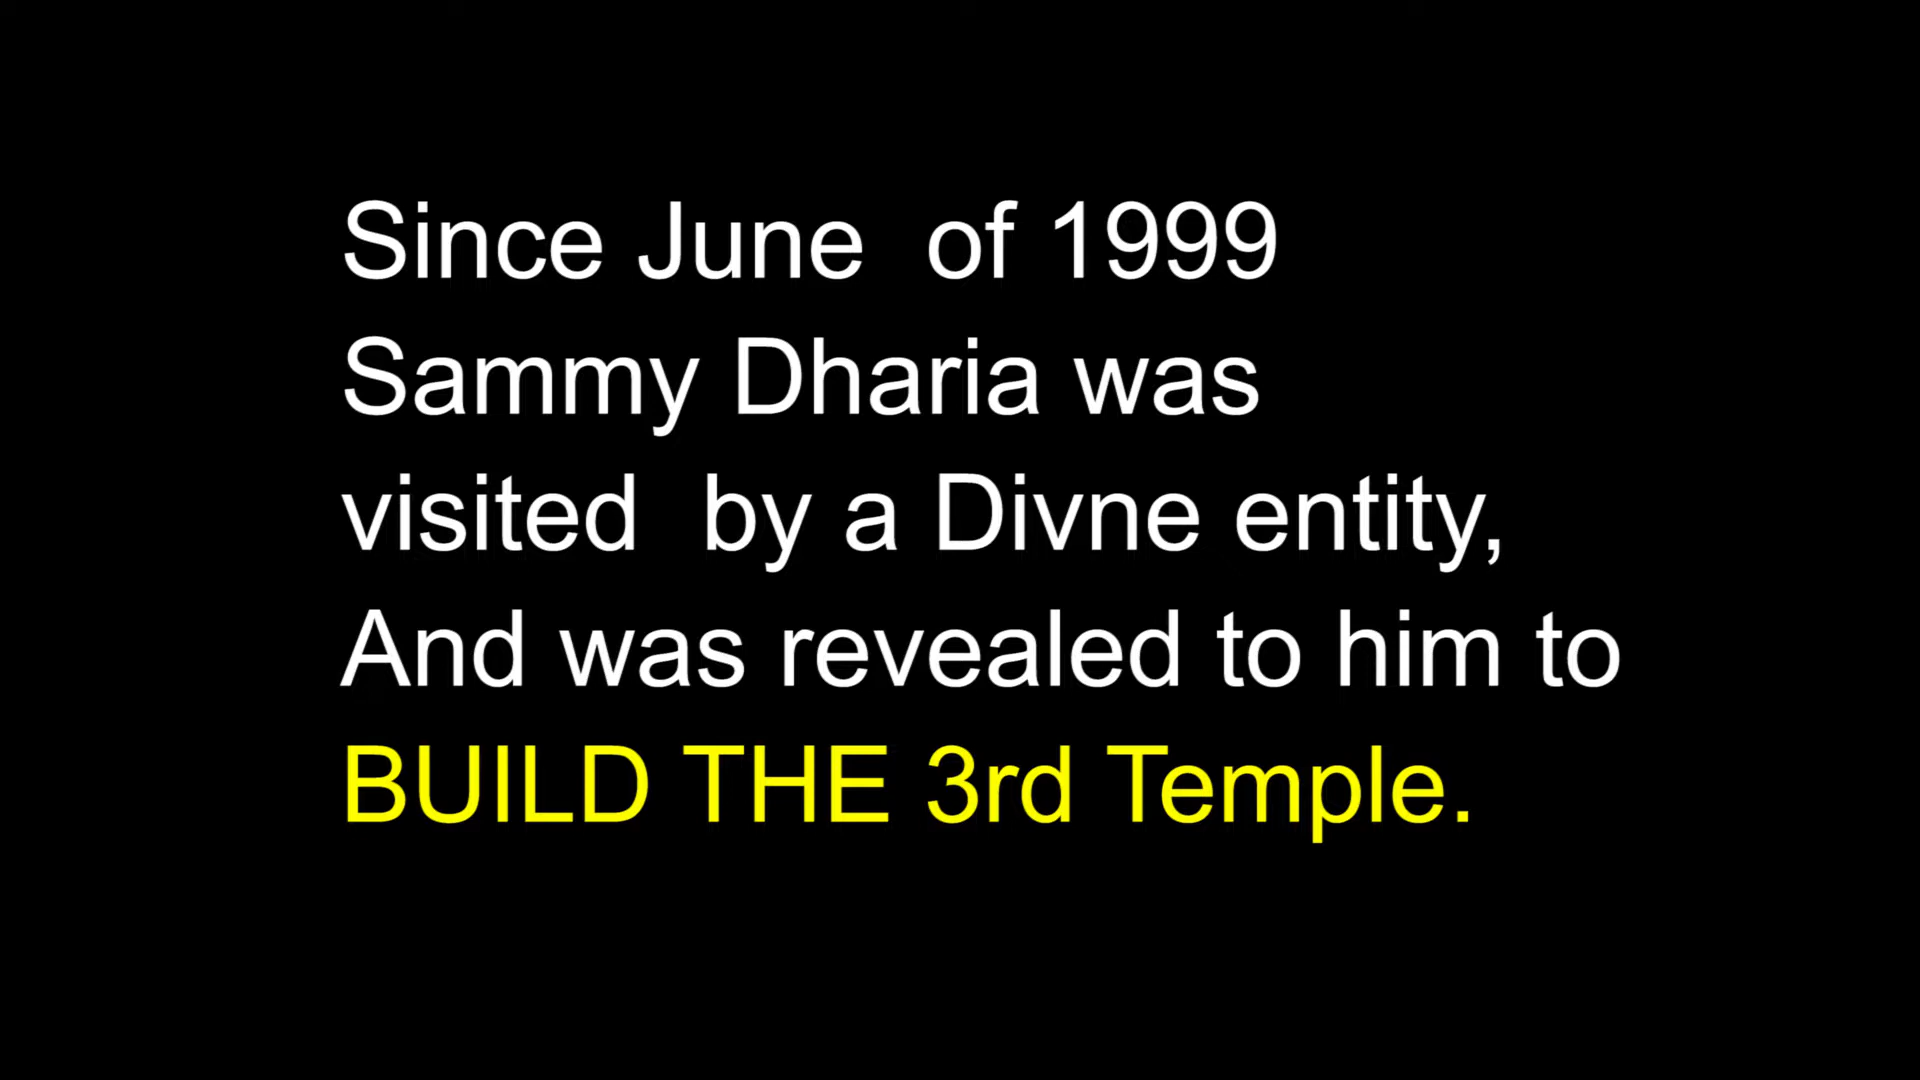 Since June  of 1999
Sammy Dharia was
visited  by a Divne entity,
And was revealed to him to
BUILD THE 3rd Temple.